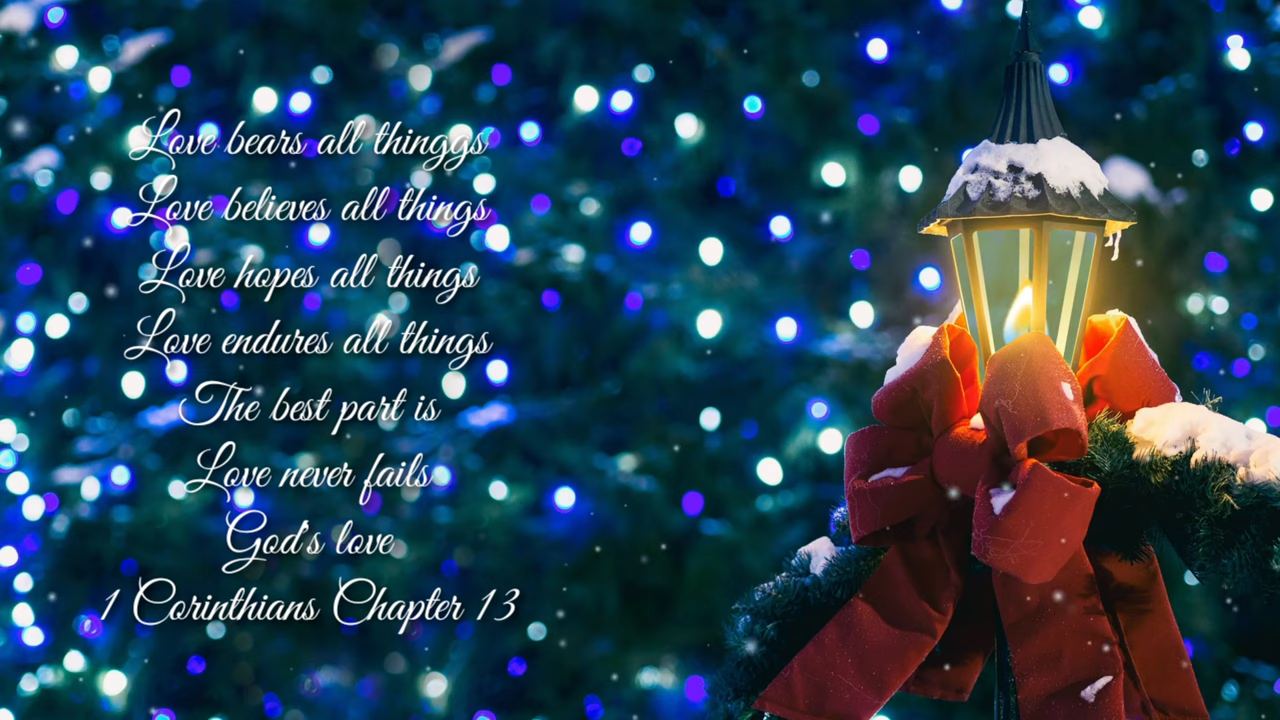 Love bears all thinggs
Love believes all things
Love hopes all things
Love endures all things
The best part is
Love never fails
God's love
1 Corinthians Chapter 13